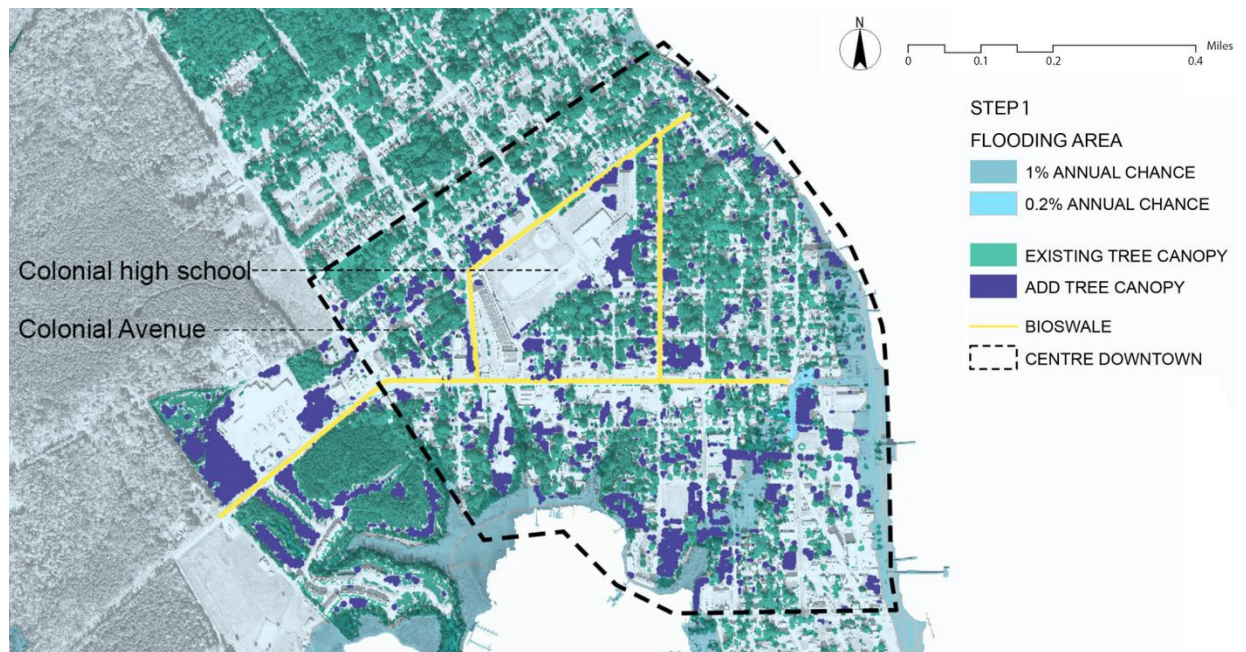 N
Miles
0 0.1 0.2 0.4
STEP 1
FLOODING AREA
1% ANNUAL CHANCE
0.2% ANNUAL CHANCE
EXISTING TREE CANOPY
ADD TREE CANOPY
BIOSWALE
CENTRE DOWNTOWN
Colonial high school
Colonial Avenue